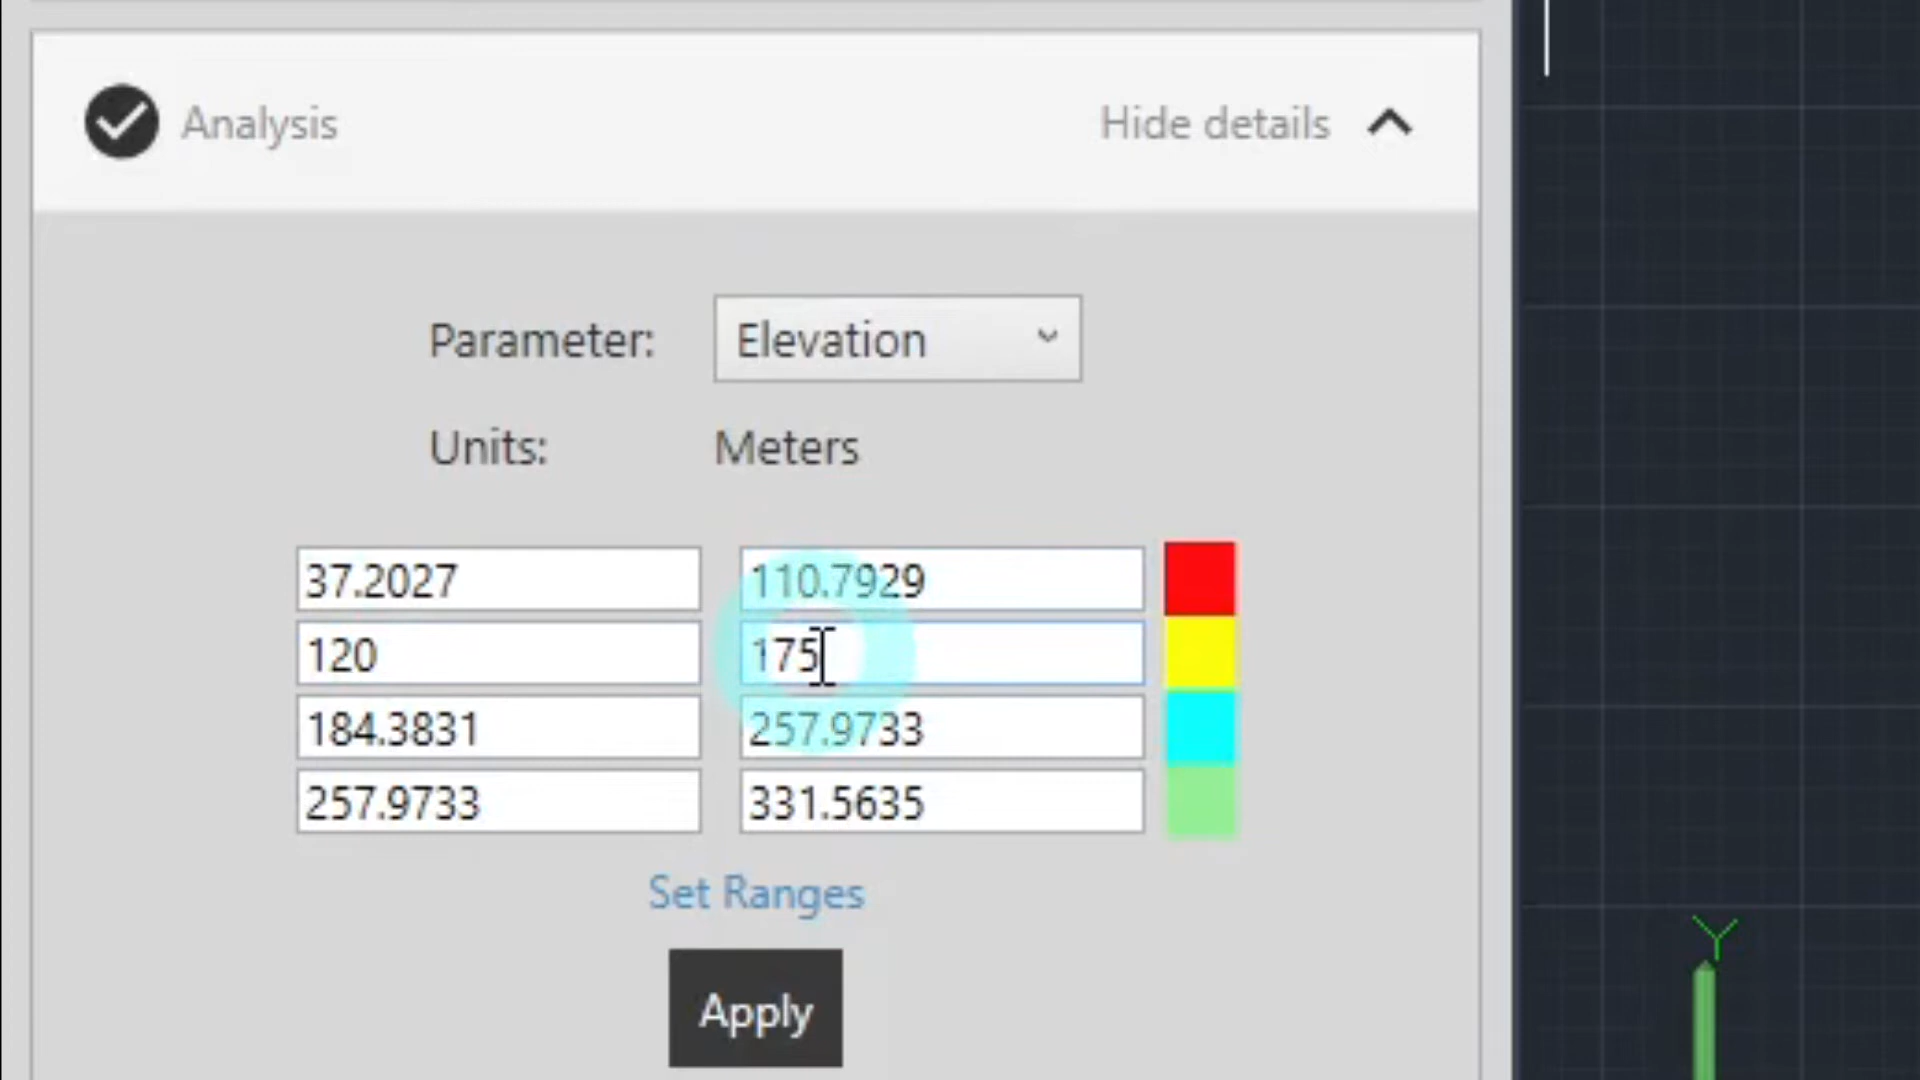 Analysis Hide details
Parameter: Elevation
Units: Meters
37.2027 110.7929
120 175
184.3831 257.9733
257.9733 331.5635
Set Ranges
Apply
Y